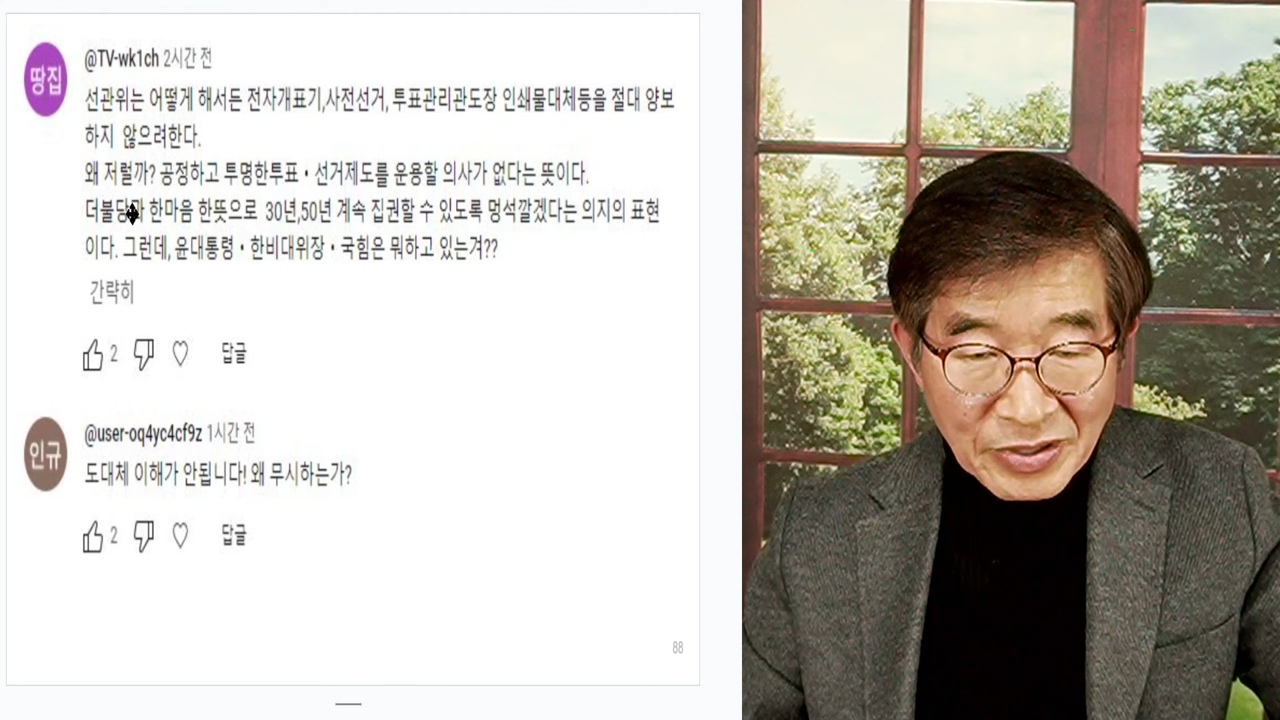 땅집
@TV-wk1ch 2시간 전
선관위는 어떻게 해서든 전자개표기,사전선거, 투표관리관도장 인쇄물대체등을 절대 양보
하지 않으려한다.
왜 저럴까? 공정하고 투명한투표·선거제도를 운용할 의사가 없다는 뜻이다.
더불당과 한마음 한뜻으로 30년,50년 계속 집권할 수 있도록 멍석깔겠다는 의지의 표현
이다. 그런데, 윤대통령·한비대위장·국힘은 뭐하고 있는겨??
간략히
2 답글
인규
@user-oq4yc4cf9z 1시간 전
도대체 이해가 안됩니다! 왜 무시하는가?
2 답글
88